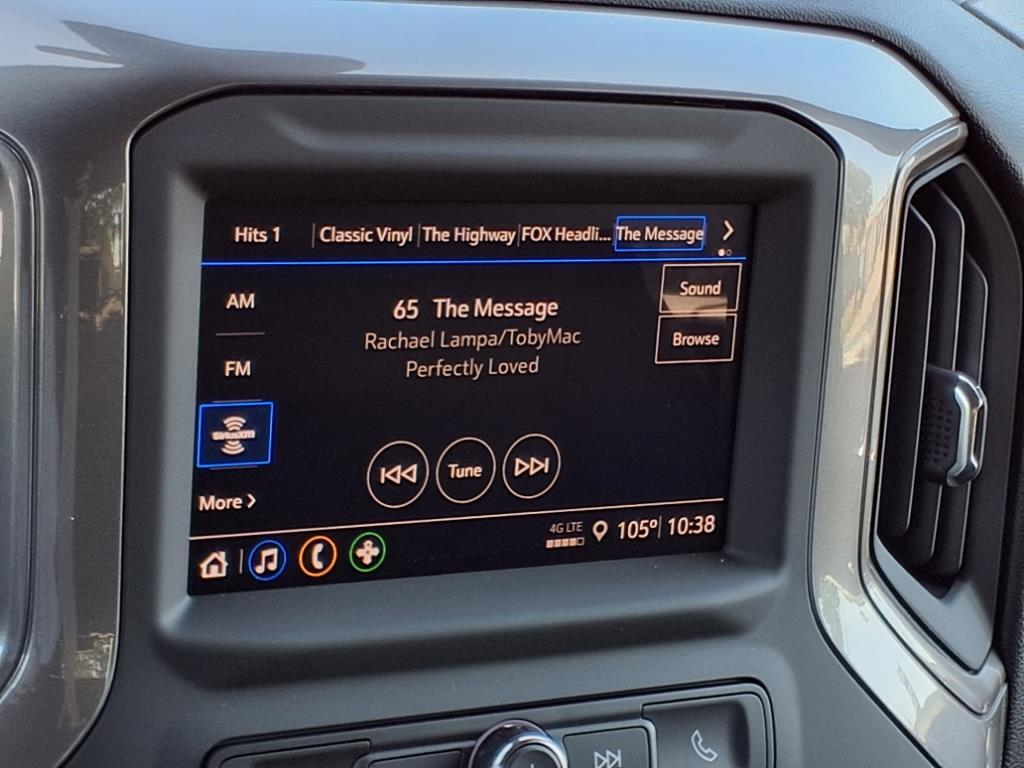 Hits 1 Classic Vinyl The Highway FOX Headli... The Message
Sound
AM
65 The Message
Rachael Lampa/TobyMac
Browse
FM
Perfectly Loved
SiriusXM
Tune
More
4G LTE
105° 10:38